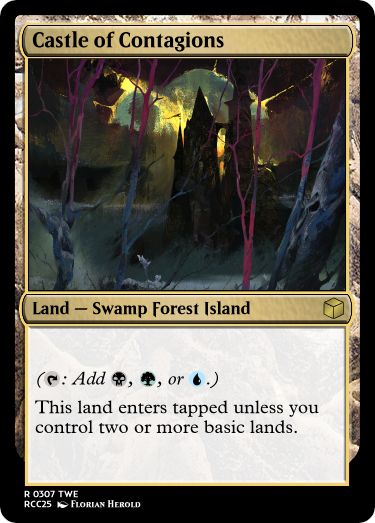 Castle of Contagions
Land — Swamp Forest Island
(: Add , , or .)
This land enters tapped unless you
control two or more basic lands.
R 0307 TWE
RCC25 Florian Herold